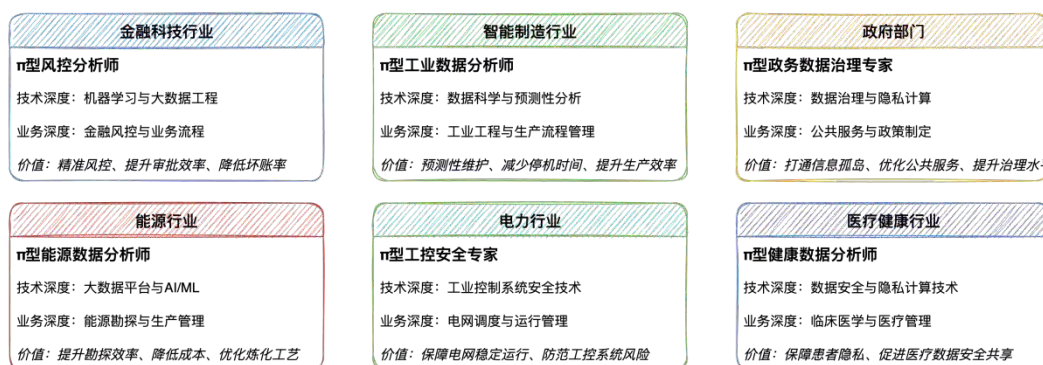 金融科技行业
π型风控分析师
技术深度：机器学习与大数据工程
业务深度：金融风控与业务流程
价值：精准风控、提升审批效率、降低坏账率
智能制造行业
π型工业数据分析师
技术深度：数据科学与预测性分析
业务深度：工业工程与生产流程管理
价值：预测性维护、减少停机时间、提升生产效率
政府部门
π型政务数据治理专家
技术深度：数据治理与隐私计算
业务深度：公共服务与政策制定
价值：打通信息孤岛、优化公共服务、提升治理水
能源行业
π型能源数据分析师
技术深度：大数据平台与AI/ML
业务深度：能源勘探与生产管理
价值：提升勘探效率、降低成本、优化炼化工艺
电力行业
π型工控安全专家
技术深度：工业控制系统安全技术
业务深度：电网调度与运行管理
价值：保障电网稳定运行、防范工控系统风险
医疗健康行业
π型健康数据分析师
技术深度：数据安全与隐私计算技术
业务深度：临床医学与医疗管理
价值：保障患者隐私、促进医疗数据安全共享